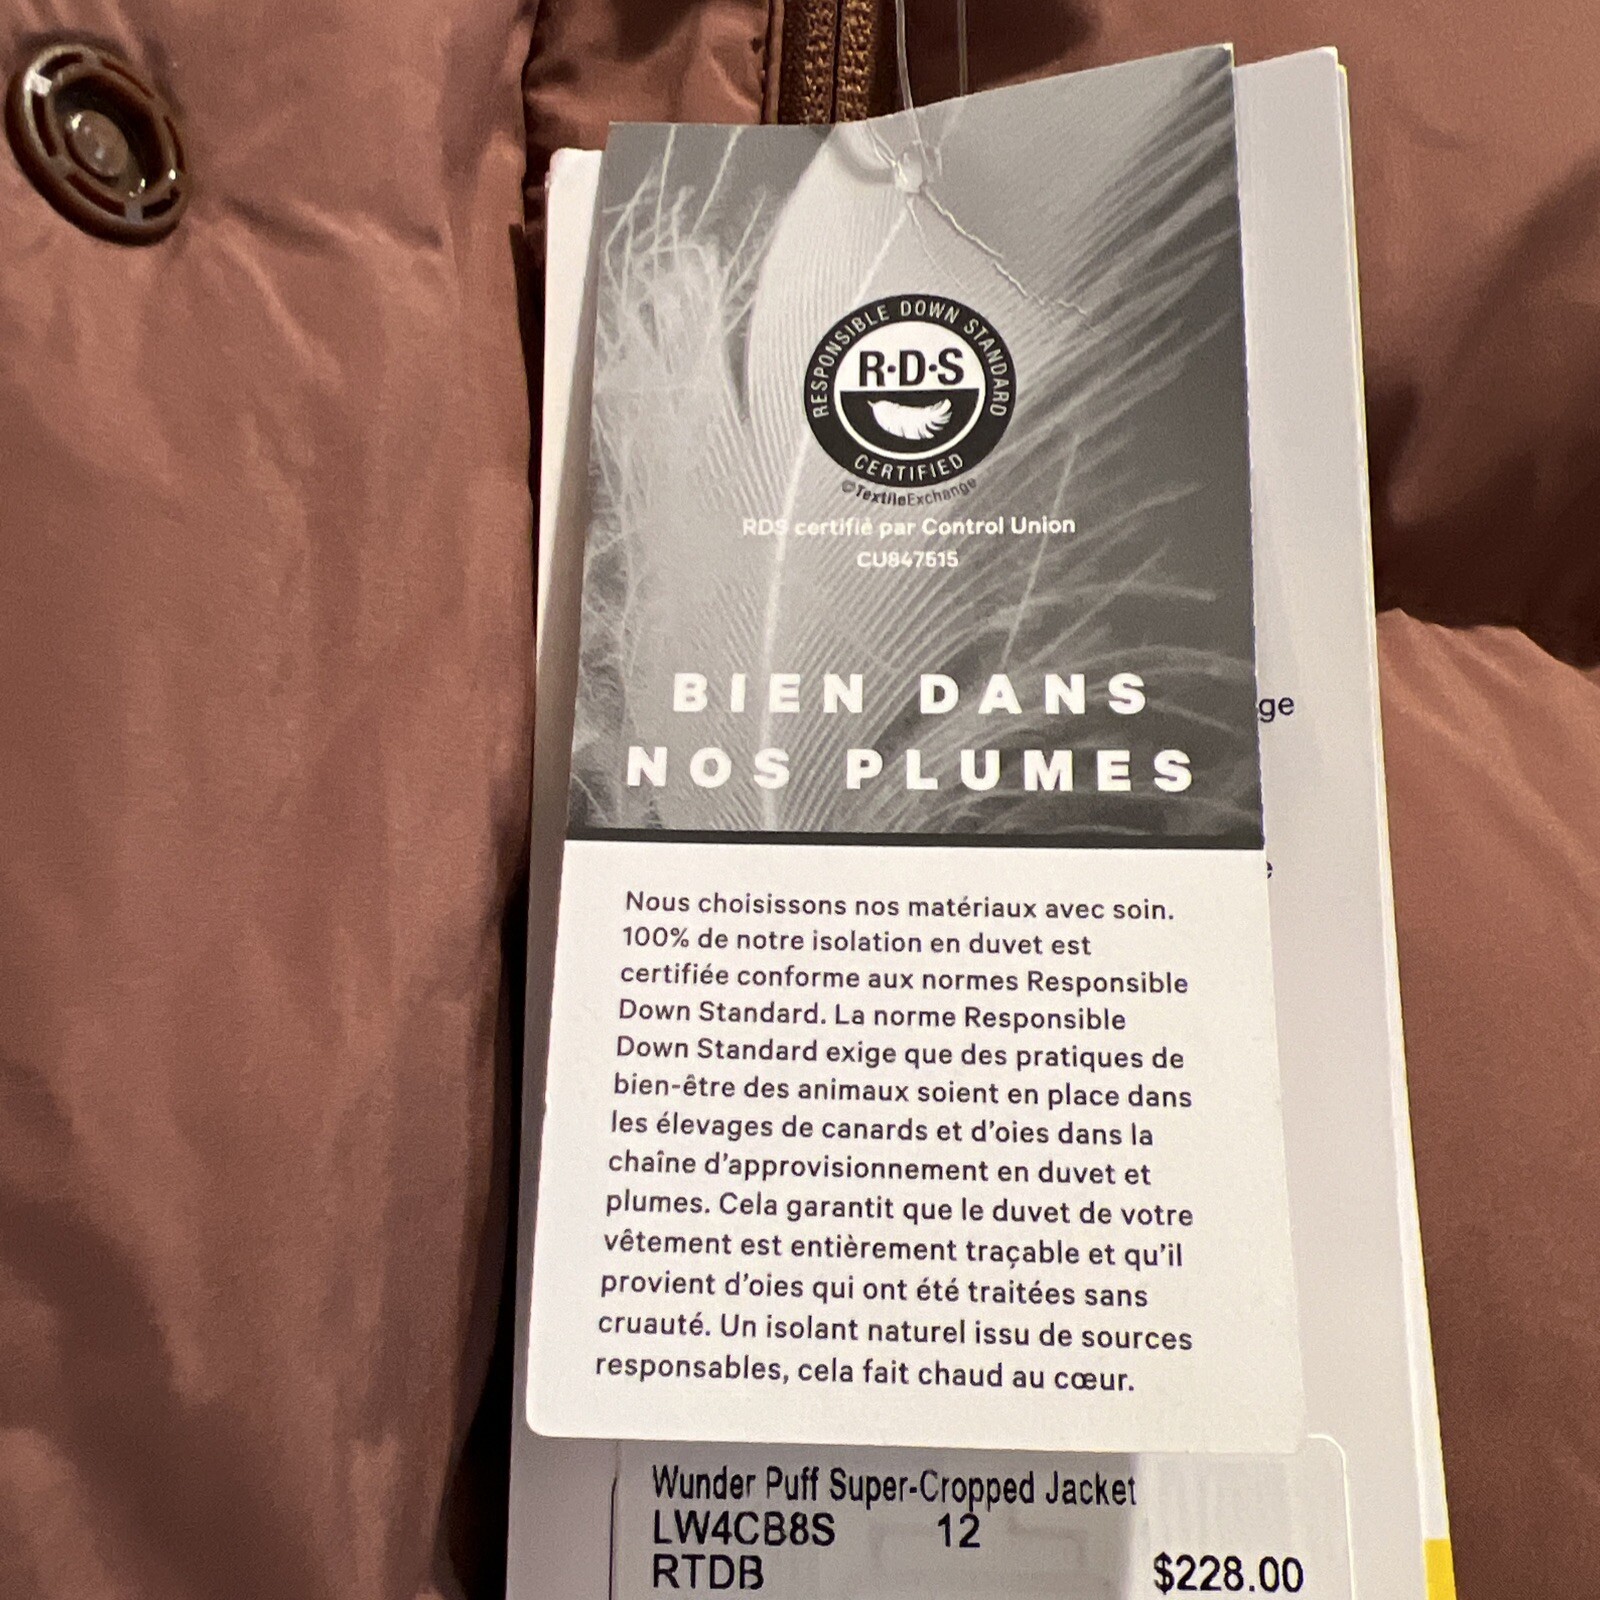 RESPONSIBLE DOWN STANDARD
R·D·S
CERTIFIED
©TextileExchange
RDS certifié par Control Union
CU847515
BIEN DANS
NOS PLUMES
ge
Nous choisissons nos matériaux avec soin.
100% de notre isolation en duvet est
certifiée conforme aux normes Responsible
Down Standard. La norme Responsible
Down Standard exige que des pratiques de
bien-être des animaux soient en place dans
les élevages de canards et d'oies dans la
chaîne d'approvisionnement en duvet et
plumes. Cela garantit que le duvet de votre
vêtement est entièrement traçable et qu'il
provient d'oies qui ont été traitées sans
cruauté. Un isolant naturel issu de sources
responsables, cela fait chaud au cœur.
Wunder Puff Super-Cropped Jacket
LW4CB8S 12
RTDB $228.00